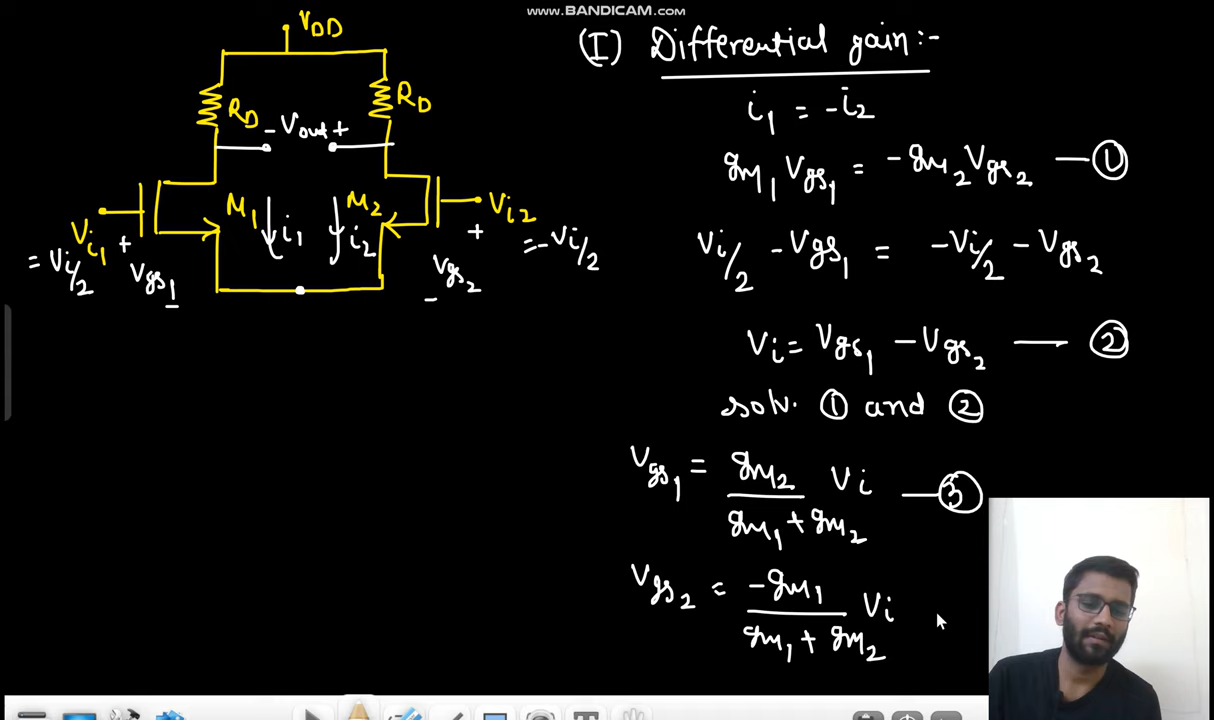 www.BANDICAM.com
VDD
RD
RD
- Vout +
M1
M2
i1
i2
Vi1
= Vi/2
+
Vgs1
-
Vi2
= -Vi/2
+
Vgs2
-
(I) Differential gain:-
i1 = -i2
gm1 Vgs1 = -gm2 Vgs2 — ①
Vi/2 - Vgs1 = -Vi/2 - Vgs2
Vi = Vgs1 - Vgs2 — ②
solv. ① and ②
Vgs1 = gm2 / (gm1 + gm2) Vi — ③
Vgs2 = -gm1 / (gm1 + gm2) Vi